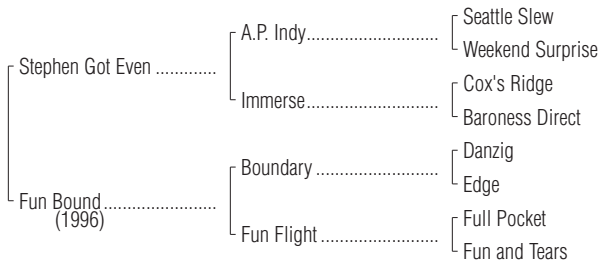 Seattle Slew
A.P. Indy..............................
Weekend Surprise
Stephen Got Even .............
Cox's Ridge
Immerse..............................
Baroness Direct
Danzig
Boundary ............................
Edge
Fun Bound........................
(1996)
Full Pocket
Fun Flight...........................
Fun and Tears